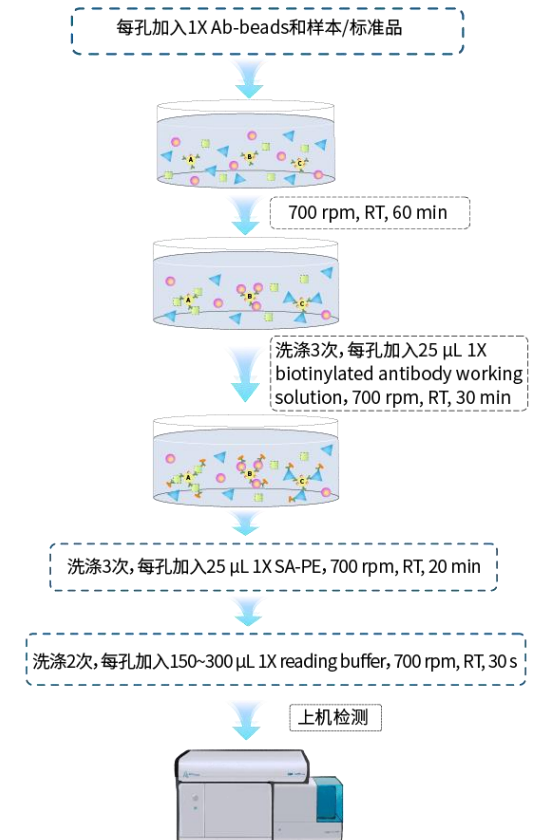 每孔加入1X Ab-beads和样本/标准品
A
B
C
700 rpm, RT, 60 min
A
B
C
洗涤3次，每孔加入25 μL 1X
biotinylated antibody working
solution，700 rpm, RT, 30 min
A
B
C
洗涤3次，每孔加入25 μL 1X SA-PE，700 rpm, RT, 20 min
洗涤2次，每孔加入150~300 μL 1X reading buffer，700 rpm, RT, 30 s
上机检测